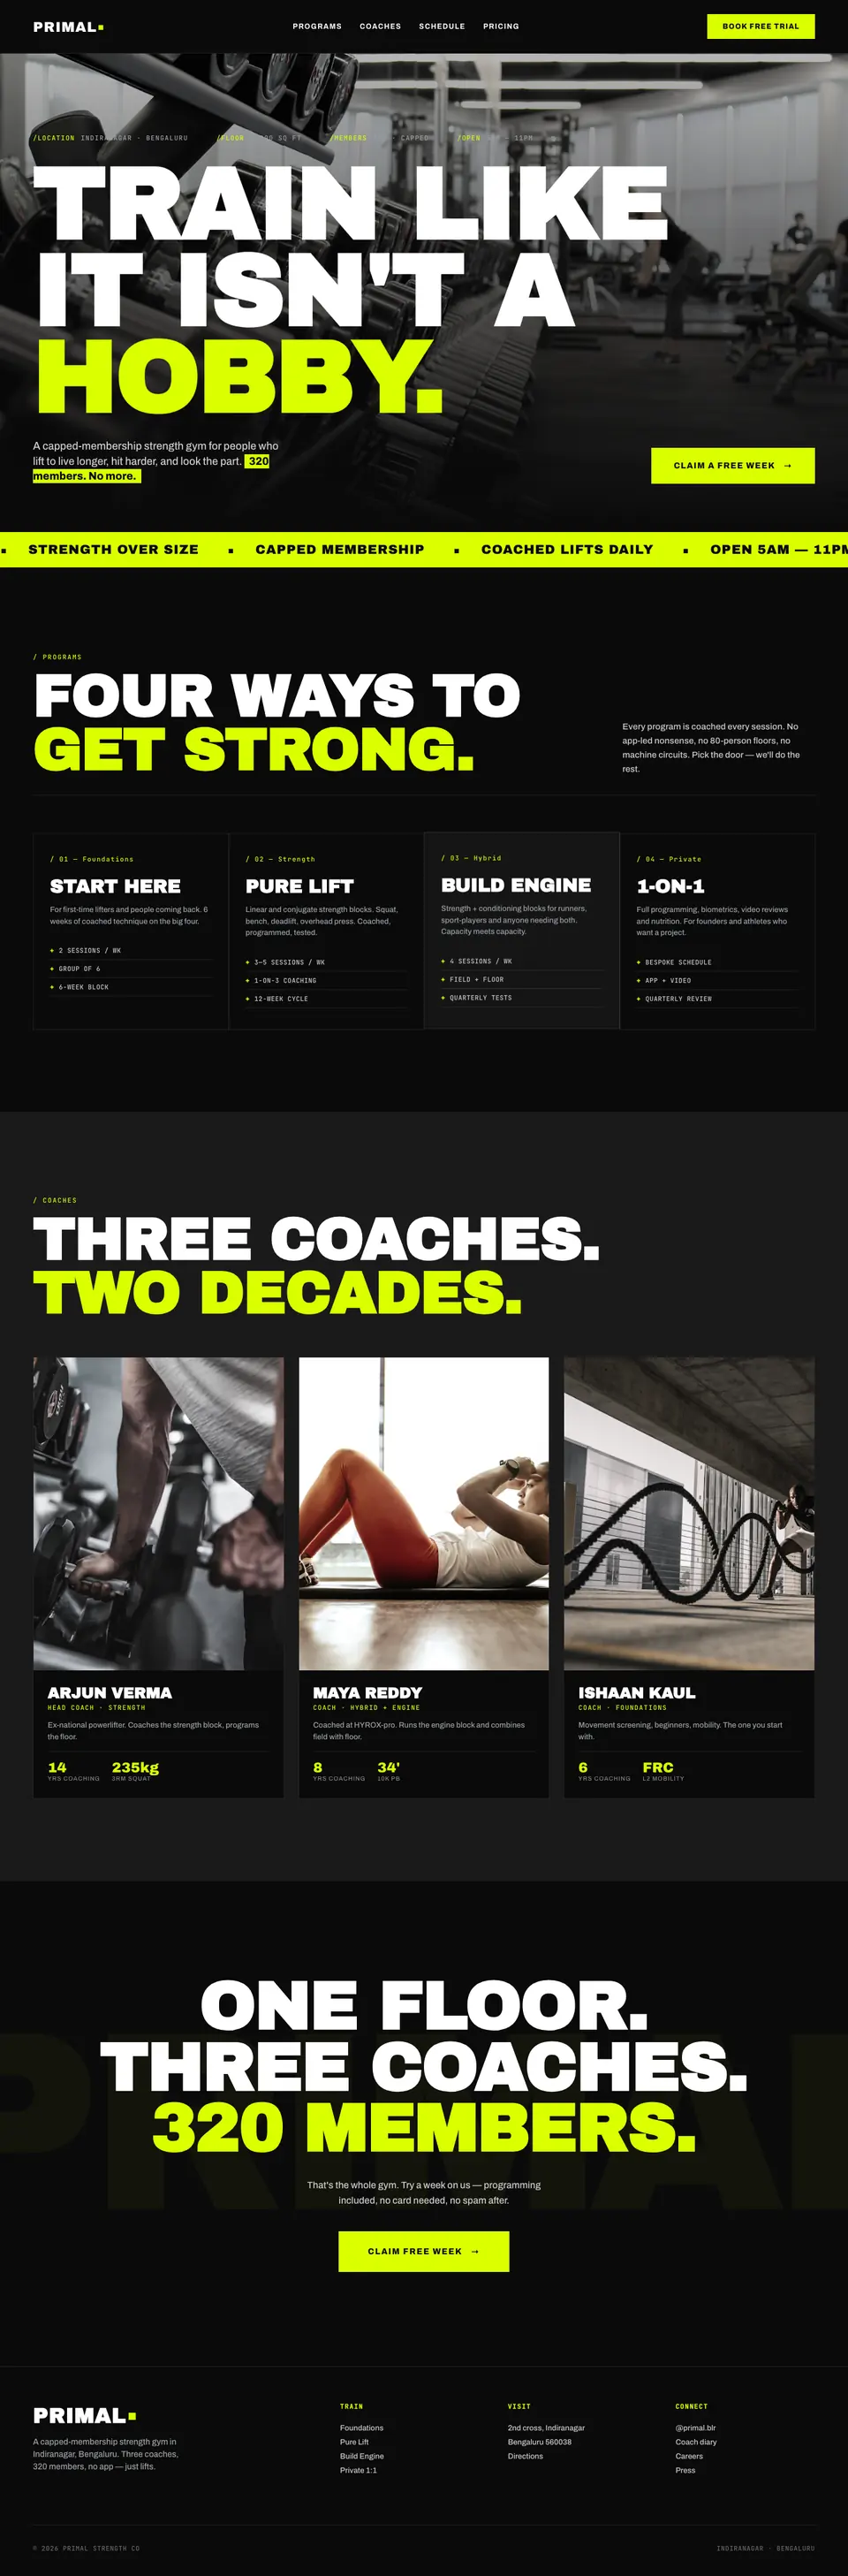 PRIMAL
PROGRAMS COACHES SCHEDULE PRICING
BOOK FREE TRIAL
/LOCATION INDIRANAGAR · BENGALURU /FLOOR SQ FT /MEMBERS CAPPED /OPEN 11PM
TRAIN LIKE
IT ISN'T A
HOBBY.
A capped-membership strength gym for people who
lift to live longer, hit harder, and look the part. 320
members. No more.
CLAIM A FREE WEEK →
STRENGTH OVER SIZE ▪ CAPPED MEMBERSHIP ▪ COACHED LIFTS DAILY ▪ OPEN 5AM — 11PM
/ PROGRAMS
FOUR WAYS TO
GET STRONG.
Every program is coached every session. No
app-led nonsense, no 80-person floors, no
machine circuits. Pick the door — we'll do the
rest.
/ 01 — Foundations
START HERE
For first-time lifters and people coming back. 6
weeks of coached technique on the big four.
+ 2 SESSIONS / WK
+ GROUP OF 6
+ 6-WEEK BLOCK
/ 02 — Strength
PURE LIFT
Linear and conjugate strength blocks. Squat,
bench, deadlift, overhead press. Coached,
programmed, tested.
+ 3–5 SESSIONS / WK
+ 1-ON-3 COACHING
+ 12-WEEK CYCLE
/ 03 — Hybrid
BUILD ENGINE
Strength + conditioning blocks for runners,
sport-players and anyone needing both.
Capacity meets capacity.
+ 4 SESSIONS / WK
+ FIELD + FLOOR
+ QUARTERLY TESTS
/ 04 — Private
1-ON-1
Full programming, biometrics, video reviews
and nutrition. For founders and athletes who
want a project.
+ BESPOKE SCHEDULE
+ APP + VIDEO
+ QUARTERLY REVIEW
/ COACHES
THREE COACHES.
TWO DECADES.
ARJUN VERMA
HEAD COACH · STRENGTH
Ex-national powerlifter. Coaches the strength block, programs
the floor.
14 235kg
YRS COACHING 3RM SQUAT
MAYA REDDY
COACH · HYBRID + ENGINE
Coached at HYROX-pro. Runs the engine block and combines
field with floor.
8 34'
YRS COACHING 10K PB
ISHAAN KAUL
COACH · FOUNDATIONS
Movement screening, beginners, mobility. The one you start
with.
6 FRC
YRS COACHING L2 MOBILITY
PRIMAL
ONE FLOOR.
THREE COACHES.
320 MEMBERS.
That's the whole gym. Try a week on us — programming
included, no card needed, no spam after.
CLAIM FREE WEEK →
PRIMAL
A capped-membership strength gym in
Indiranagar, Bengaluru. Three coaches,
320 members, no app — just lifts.
TRAIN
Foundations
Pure Lift
Build Engine
Private 1:1
VISIT
2nd cross, Indiranagar
Bengaluru 560038
Directions
CONNECT
@primal.blr
Coach diary
Careers
Press
© 2026 PRIMAL STRENGTH CO
INDIRANAGAR · BENGALURU